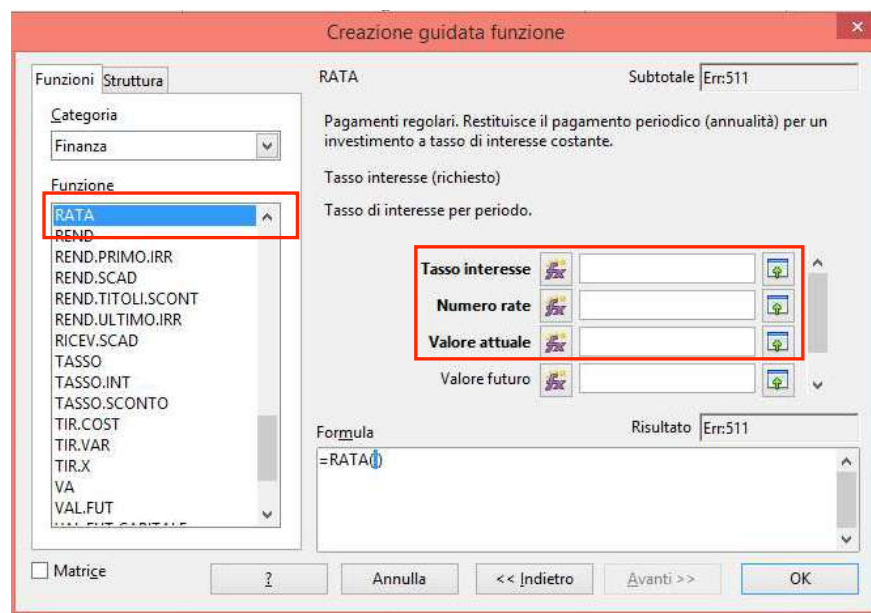 Creazione guidata funzione
Funzioni Struttura
Categoria
Finanza
Funzione
RATA
REND
REND.PRIMO.IRR
REND.SCAD
REND.TITOLI.SCONT
REND.ULTIMO.IRR
RICEV.SCAD
TASSO
TASSO.INT
TASSO.SCONTO
TIR.COST
TIR.VAR
TIR.X
VA
VAL.FUT
Matrice
RATA Subtotale Err:511
Pagamenti regolari. Restituisce il pagamento periodico (annualità) per un
investimento a tasso di interesse costante.
Tasso interesse (richiesto)
Tasso di interesse per periodo.
Tasso interesse
Numero rate
Valore attuale
Valore futuro
Formula Risultato Err:511
=RATA()
? Annulla << Indietro Avanti >> OK